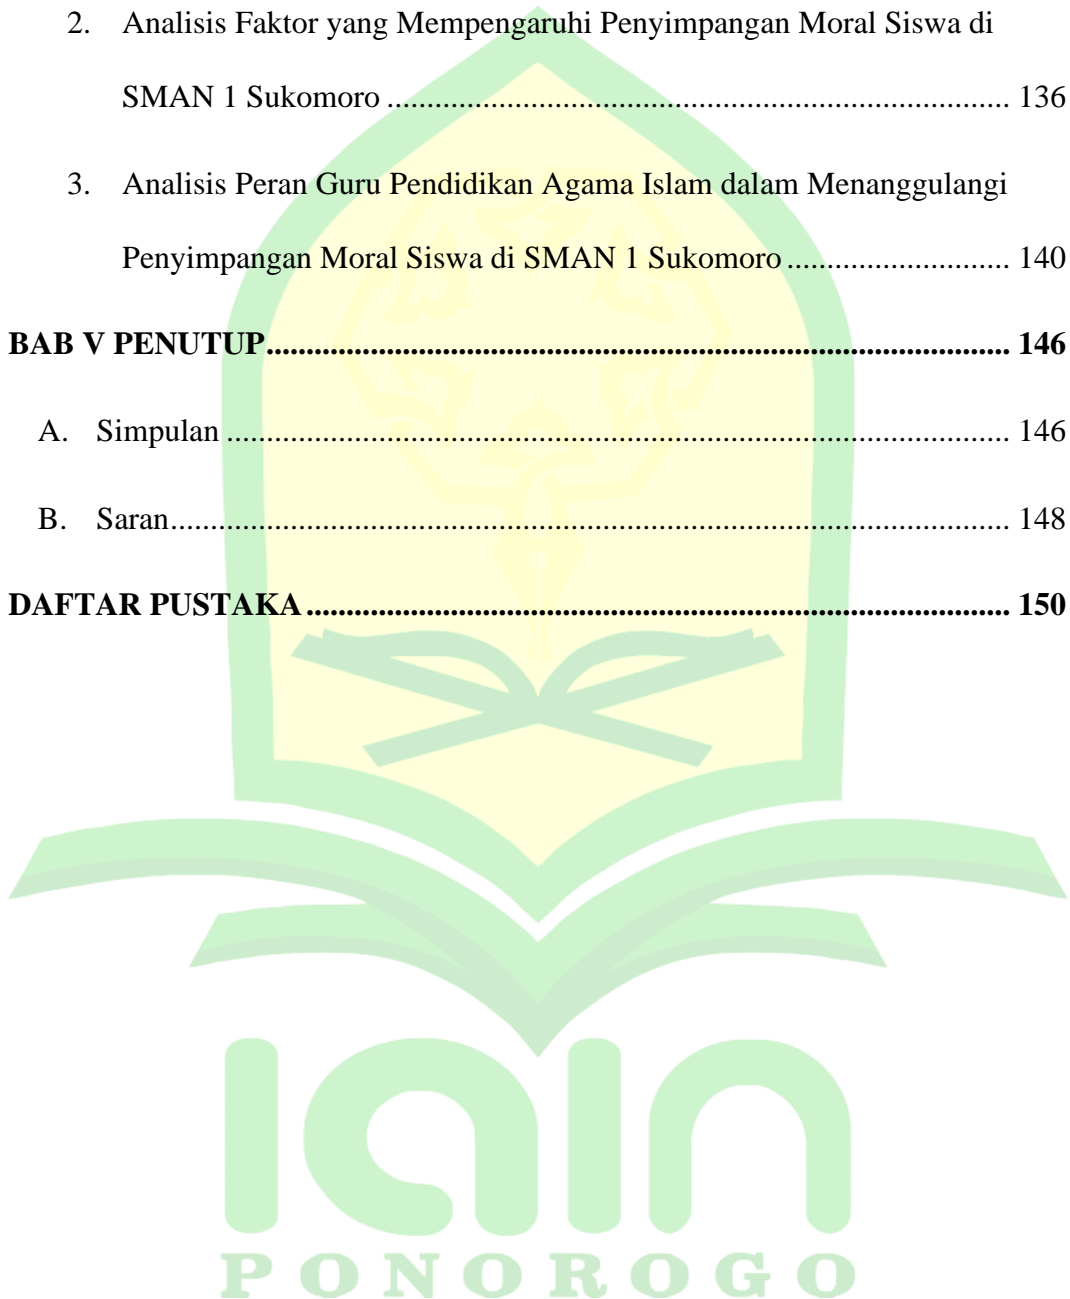 2. Analisis Faktor yang Mempengaruhi Penyimpangan Moral Siswa di
SMAN 1 Sukomoro ............................................................................. 136
3. Analisis Peran Guru Pendidikan Agama Islam dalam Menanggulangi
Penyimpangan Moral Siswa di SMAN 1 Sukomoro ............................ 140
BAB V PENUTUP.................................................................................... 146
A. Simpulan ................................................................................................ 146
B. Saran....................................................................................................... 148
DAFTAR PUSTAKA ............................................................................... 150
iain
PONOROGO